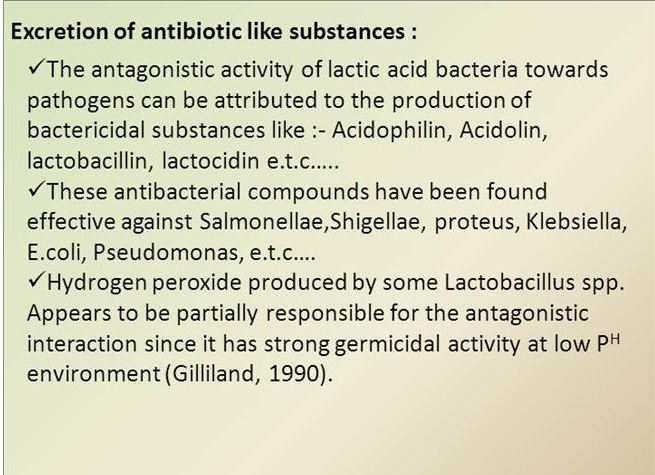 Excretion of antibiotic like substances :
✓The antagonistic activity of lactic acid bacteria towards
pathogens can be attributed to the production of
bactericidal substances like :- Acidophilin, Acidolin,
lactobacillin, lactocidin e.t.c.....
✓These antibacterial compounds have been found
effective against Salmonellae,Shigellae, proteus, Klebsiella,
E.coli, Pseudomonas, e.t.c....
✓Hydrogen peroxide produced by some Lactobacillus spp.
Appears to be partially responsible for the antagonistic
interaction since it has strong germicidal activity at low Pᴴ
environment (Gilliland, 1990).